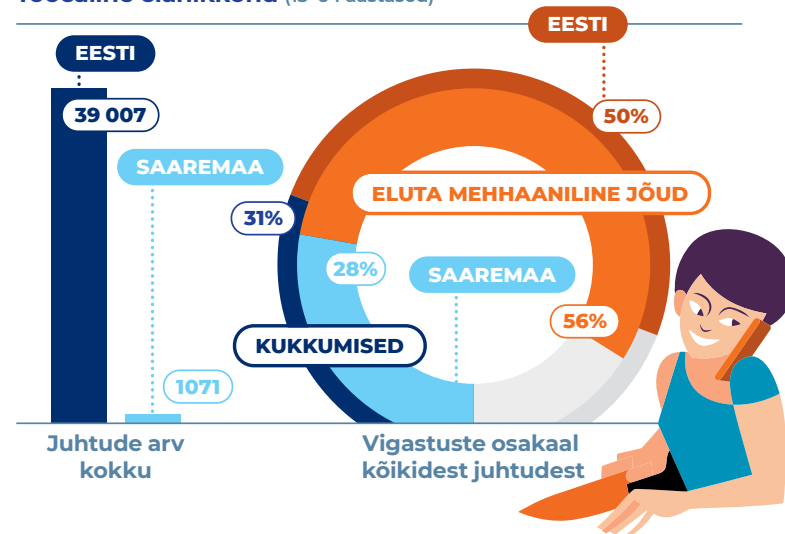 EESTI
EESTI
39 007
50%
SAAREMAA
ELUTA MEHHAANILINE JÕUD
31%
28%
SAAREMAA
56%
KUKKUMISED
1071
Juhtude arv
kokku
Vigastuste osakaal
kõikidest juhtudest